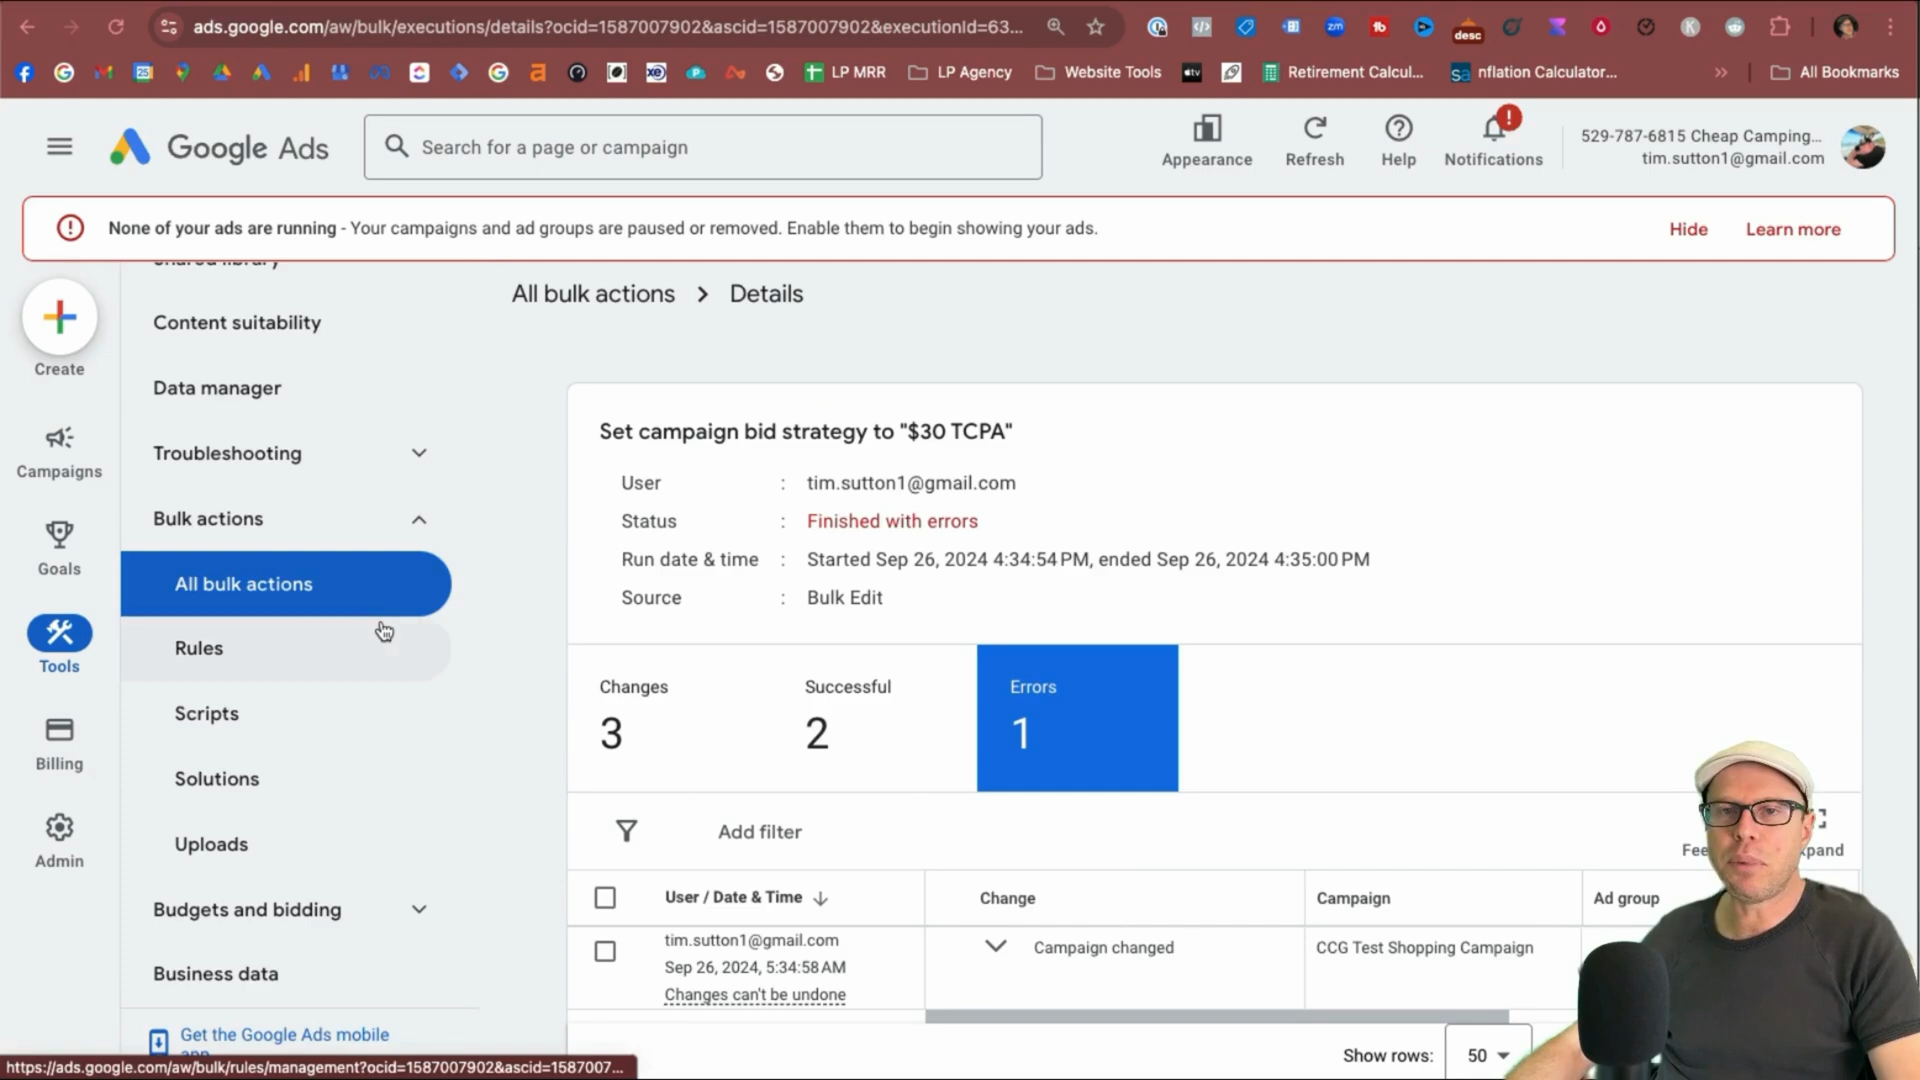 ads.google.com/aw/bulk/executions/details?ocid=1587007902&ascid=1587007902&executionId=63...
desc
LP MRR
LP Agency
Website Tools
Retirement Calcul...
nflation Calculator...
All Bookmarks
Google Ads
Search for a page or campaign
Appearance
Refresh
Help
Notifications
529-787-6815 Cheap Camping...
tim.sutton1@gmail.com
None of your ads are running - Your campaigns and ad groups are paused or removed. Enable them to begin showing your ads.
Hide
Learn more
Create
Campaigns
Goals
Tools
Billing
Admin
Shared library
Content suitability
Data manager
Troubleshooting
Bulk actions
All bulk actions
Rules
Scripts
Solutions
Uploads
Budgets and bidding
Business data
Get the Google Ads mobile
app
All bulk actions > Details
Set campaign bid strategy to "$30 TCPA"
User : tim.sutton1@gmail.com
Status : Finished with errors
Run date & time : Started Sep 26, 2024 4:34:54 PM, ended Sep 26, 2024 4:35:00 PM
Source : Bulk Edit
Changes
3
Successful
2
Errors
1
Add filter
Fee
xpand
User / Date & Time
Change
Campaign
Ad group
tim.sutton1@gmail.com
Sep 26, 2024, 5:34:58 AM
Changes can't be undone
Campaign changed
CCG Test Shopping Campaign
Show rows: 50
https://ads.google.com/aw/bulk/rules/management?ocid=1587007902&ascid=1587007...